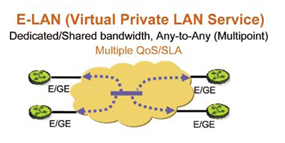 E-LAN (Virtual Private LAN Service)
Dedicated/Shared bandwidth, Any-to-Any (Multipoint)
Multiple QoS/SLA
E/GE
E/GE
E/GE
E/GE